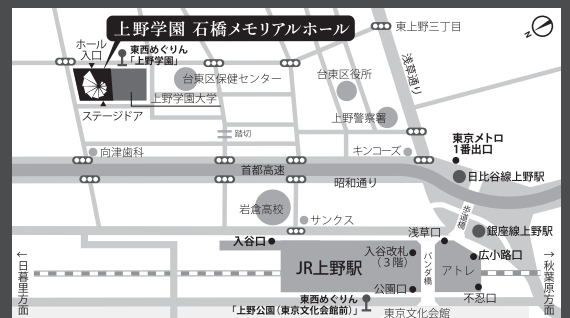 上野学園 石橋メモリアルホール
東上野三丁目
N
ホール
入口
東西めぐりん
「上野学園」
浅草通り
台東区保健センター
台東区役所
上野学園大学
上野警察署
ステージドア
踏切
東京メトロ
1番出口
向津歯科
キンコーズ
首都高速
日比谷線上野駅
昭和通り
岩倉高校
サンクス
歩道橋
銀座線上野駅
入谷口
浅草口
入谷改札
（3階）
パンダ橋
広小路口
JR上野駅
アトレ
←日暮里方面
→秋葉原方面
公園口
不忍口
東西めぐりん
「上野公園（東京文化会館前）」
東京文化会館